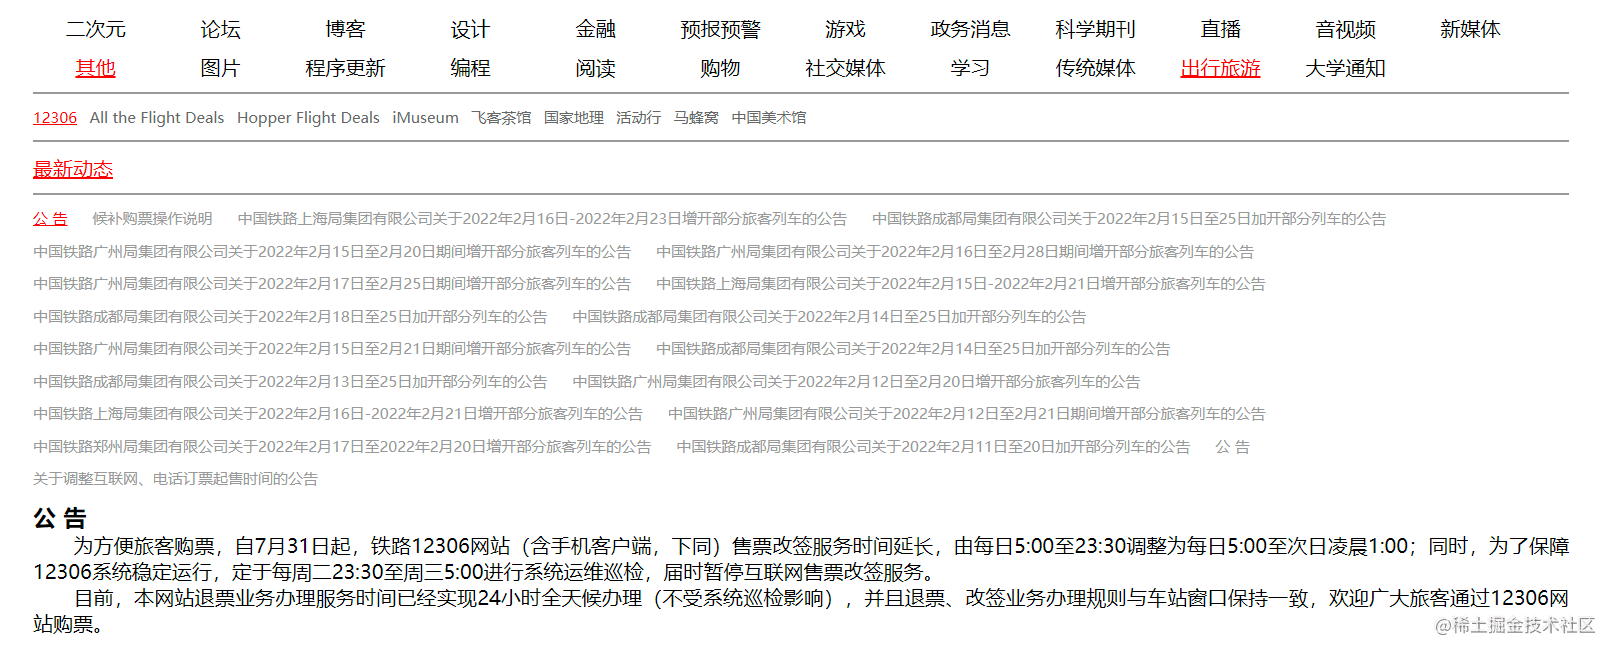 二次元 论坛 博客 设计 金融 预报预警 游戏 政务消息 科学期刊 直播 音视频 新媒体
其他 图片 程序更新 编程 阅读 购物 社交媒体 学习 传统媒体 出行旅游 大学通知
12306 All the Flight Deals Hopper Flight Deals iMuseum 飞客茶馆 国家地理 活动行 马蜂窝 中国美术馆
最新动态
公 告 候补购票操作说明 中国铁路上海局集团有限公司关于2022年2月16日-2022年2月23日增开部分旅客列车的公告 中国铁路成都局集团有限公司关于2022年2月15日至25日加开部分列车的公告
中国铁路广州局集团有限公司关于2022年2月15日至2月20日期间增开部分旅客列车的公告 中国铁路广州局集团有限公司关于2022年2月16日至2月28日期间增开部分旅客列车的公告
中国铁路广州局集团有限公司关于2022年2月17日至2月25日期间增开部分旅客列车的公告 中国铁路上海局集团有限公司关于2022年2月15日-2022年2月21日增开部分旅客列车的公告
中国铁路成都局集团有限公司关于2022年2月18日至25日加开部分列车的公告 中国铁路成都局集团有限公司关于2022年2月14日至25日加开部分列车的公告
中国铁路广州局集团有限公司关于2022年2月15日至2月21日期间增开部分旅客列车的公告 中国铁路成都局集团有限公司关于2022年2月14日至25日加开部分列车的公告
中国铁路成都局集团有限公司关于2022年2月13日至25日加开部分列车的公告 中国铁路广州局集团有限公司关于2022年2月12日至2月20日增开部分旅客列车的公告
中国铁路上海局集团有限公司关于2022年2月16日-2022年2月21日增开部分旅客列车的公告 中国铁路广州局集团有限公司关于2022年2月12日至2月21日期间增开部分旅客列车的公告
中国铁路郑州局集团有限公司关于2022年2月17日至2022年2月20日增开部分旅客列车的公告 中国铁路成都局集团有限公司关于2022年2月11日至20日加开部分列车的公告 公 告
关于调整互联网、电话订票起售时间的公告
公 告
为方便旅客购票，自7月31日起，铁路12306网站（含手机客户端，下同）售票改签服务时间延长，由每日5:00至23:30调整为每日5:00至次日凌晨1:00；同时，为了保障
12306系统稳定运行，定于每周二23:30至周三5:00进行系统运维巡检，届时暂停互联网售票改签服务。
目前，本网站退票业务办理服务时间已经实现24小时全天候办理（不受系统巡检影响），并且退票、改签业务办理规则与车站窗口保持一致，欢迎广大旅客通过12306网
站购票。
@稀土掘金技术社区